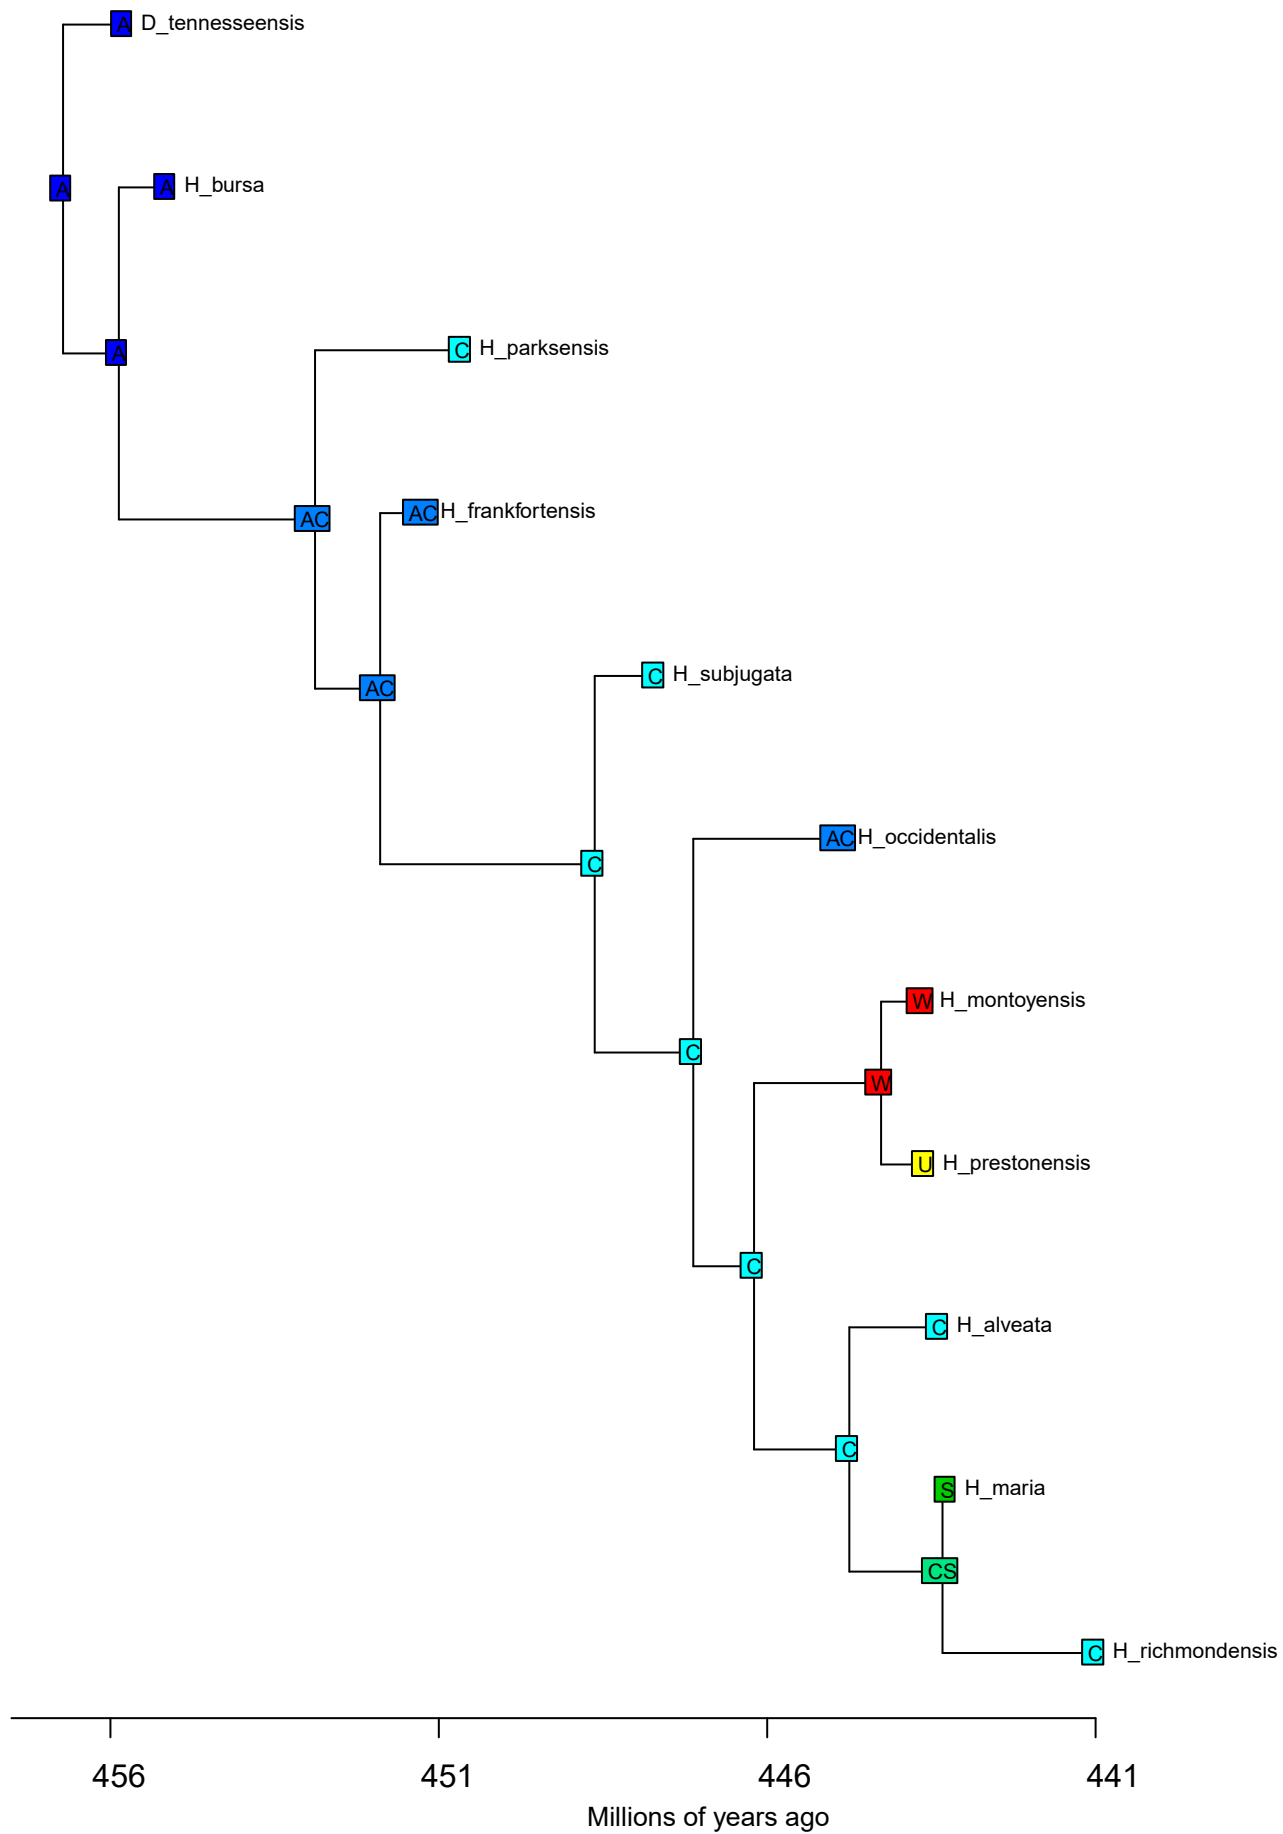 A D_tennesseensis
A A H_bursa
A
C H_parksensis
AC AC H_frankfortensis
AC
C H_subjugata
C
AC H_occidentalis
C
W H_montoyensis
W
U H_prestonensis
C
C H_alveata
C
S H_maria
CS
C H_richmondensis
456 451 446 441
Millions of years ago